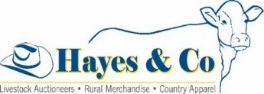 Hayes & Co
Livestock Auctioneers • Rural Merchandise • Country Apparel